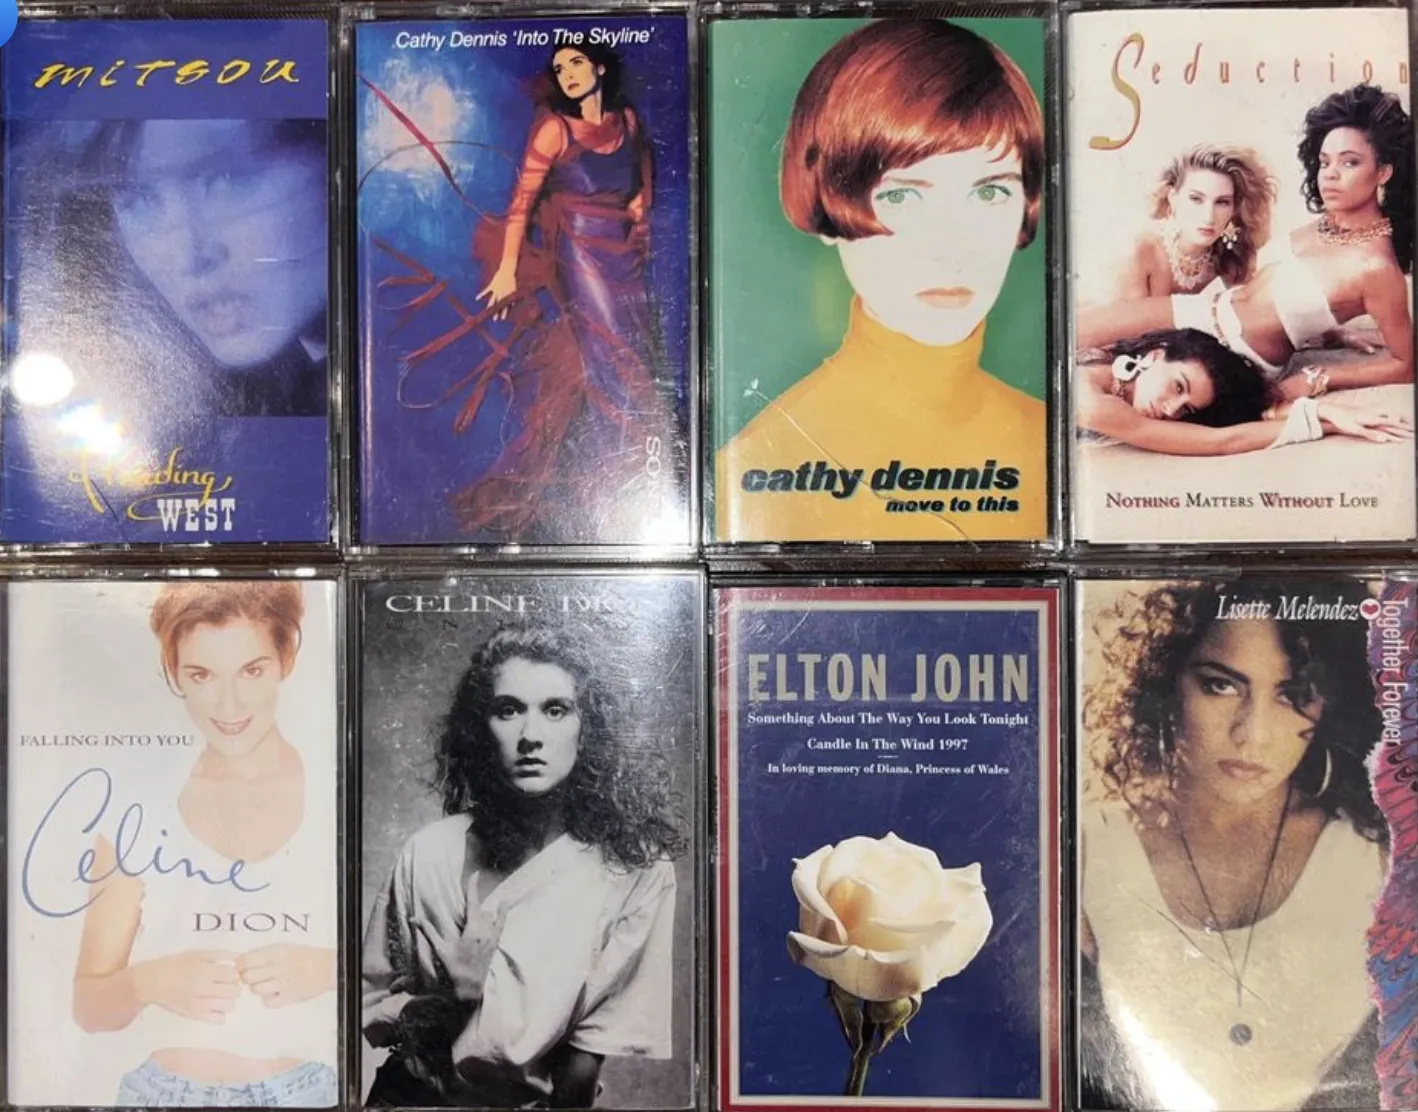 mitsou
Heading
WEST
Cathy Dennis 'Into The Skyline'
cathy dennis
move to this
Seduction
NOTHING MATTERS WITHOUT LOVE
FALLING INTO YOU
Celine
DION
CELINE DION
ELTON JOHN
Something About The Way You Look Tonight
Candle In The Wind 1997
In loving memory of Diana, Princess of Wales
Lisette Melendez
Together Forever